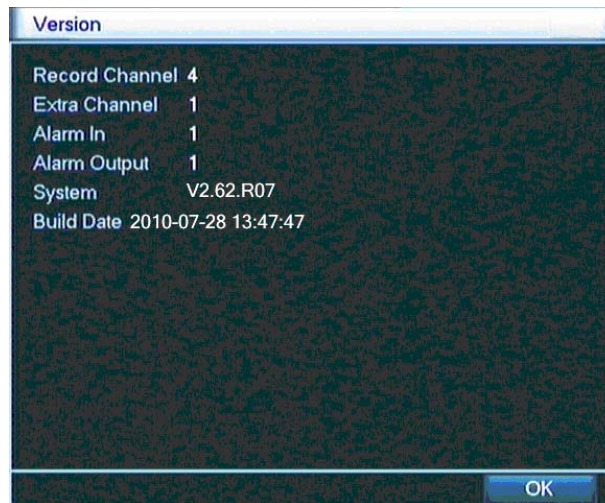 Version
Record Channel 4
Extra Channel 1
Alarm In 1
Alarm Output 1
System V2.62.R07
Build Date 2010-07-28 13:47:47
OK